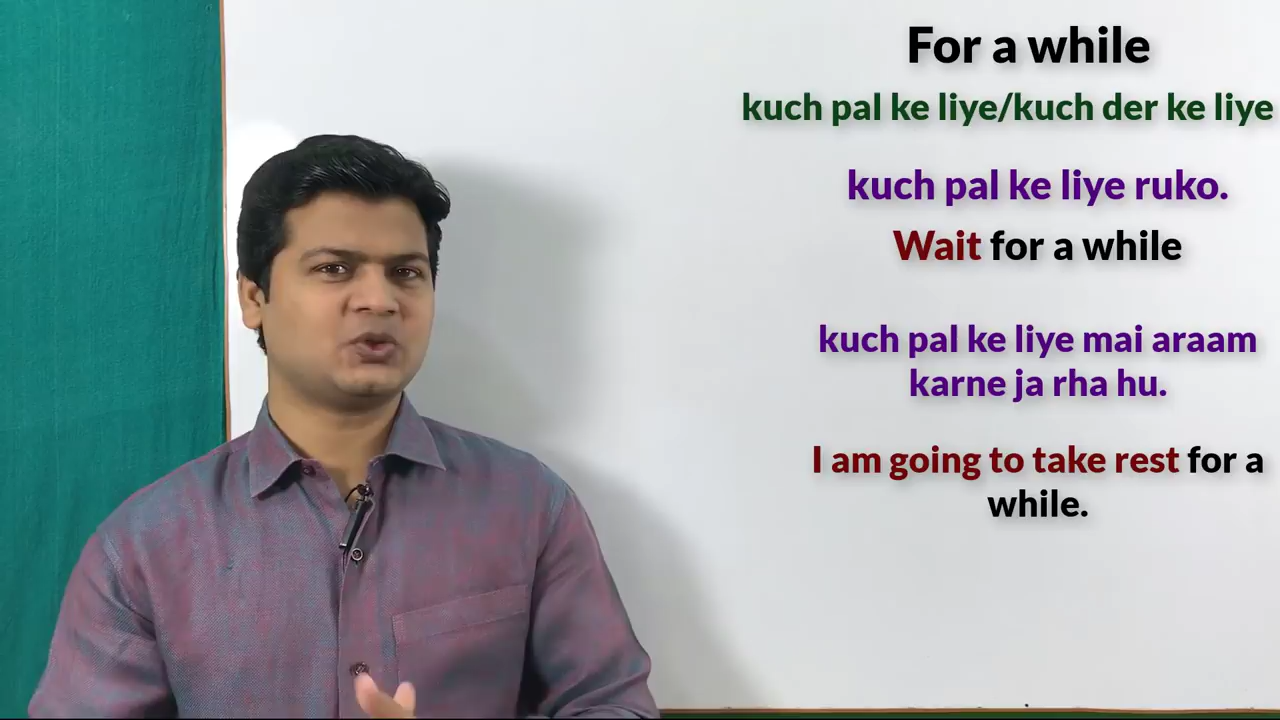 For a while
kuch pal ke liye/kuch der ke liye
kuch pal ke liye ruko.
Wait for a while
kuch pal ke liye mai araam
karne ja rha hu.
I am going to take rest for a
while.